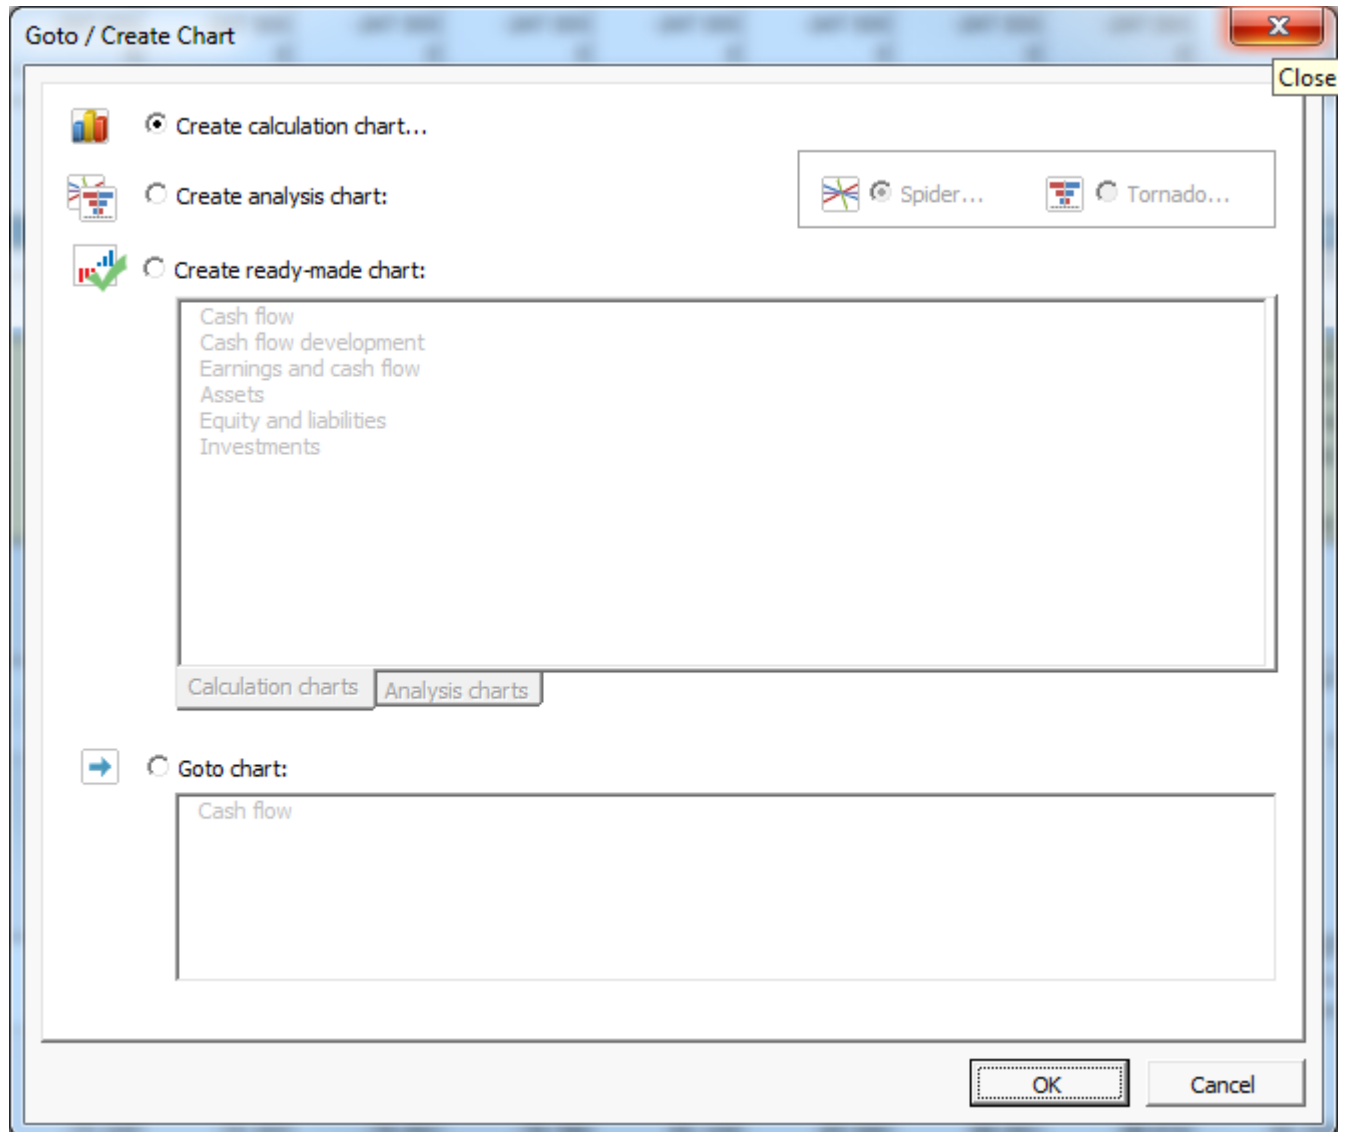 Goto / Create Chart
Close
Create calculation chart...
Create analysis chart:
Spider...
Tornado...
Create ready-made chart:
Cash flow
Cash flow development
Earnings and cash flow
Assets
Equity and liabilities
Investments
Calculation charts
Analysis charts
Goto chart:
Cash flow
OK
Cancel